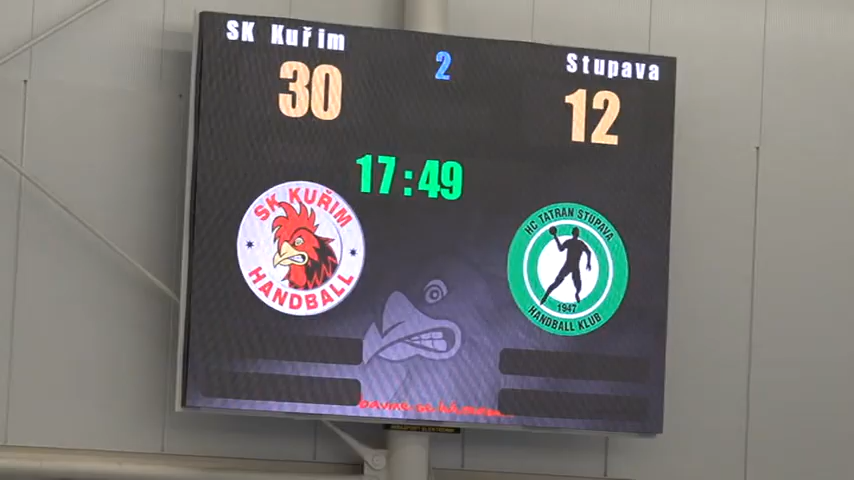 SK Kuřim
2
Stupava
30
12
17:49
SK KUŘIM
HANDBALL
HC TATRAN STUPAVA
1947
HANDBALL KLUB